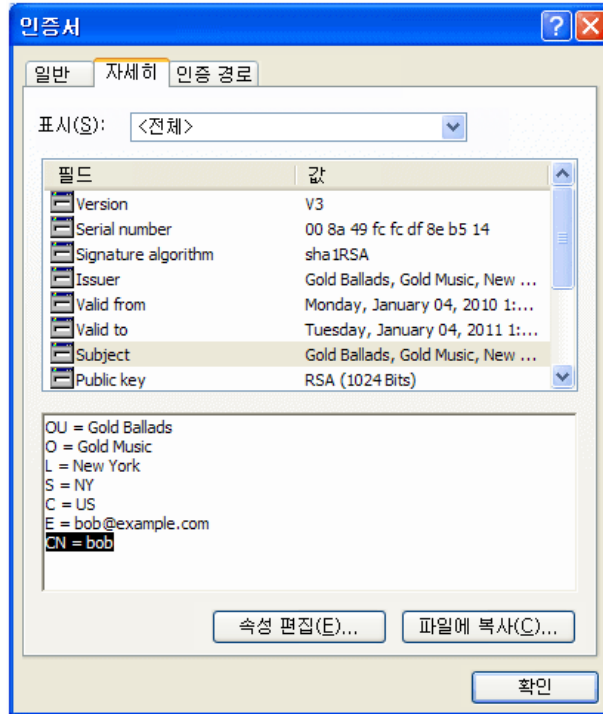 인증서
일반 자세히 인증 경로
표시(S): <전체>
필드 값
Version V3
Serial number 00 8a 49 fc fc df 8e b5 14
Signature algorithm sha1RSA
Issuer Gold Ballads, Gold Music, New ...
Valid from Monday, January 04, 2010 1:...
Valid to Tuesday, January 04, 2011 1:...
Subject Gold Ballads, Gold Music, New ...
Public key RSA (1024 Bits)
OU = Gold Ballads
O = Gold Music
L = New York
S = NY
C = US
E = bob@example.com
CN = bob
속성 편집(E)... 파일에 복사(C)...
확인